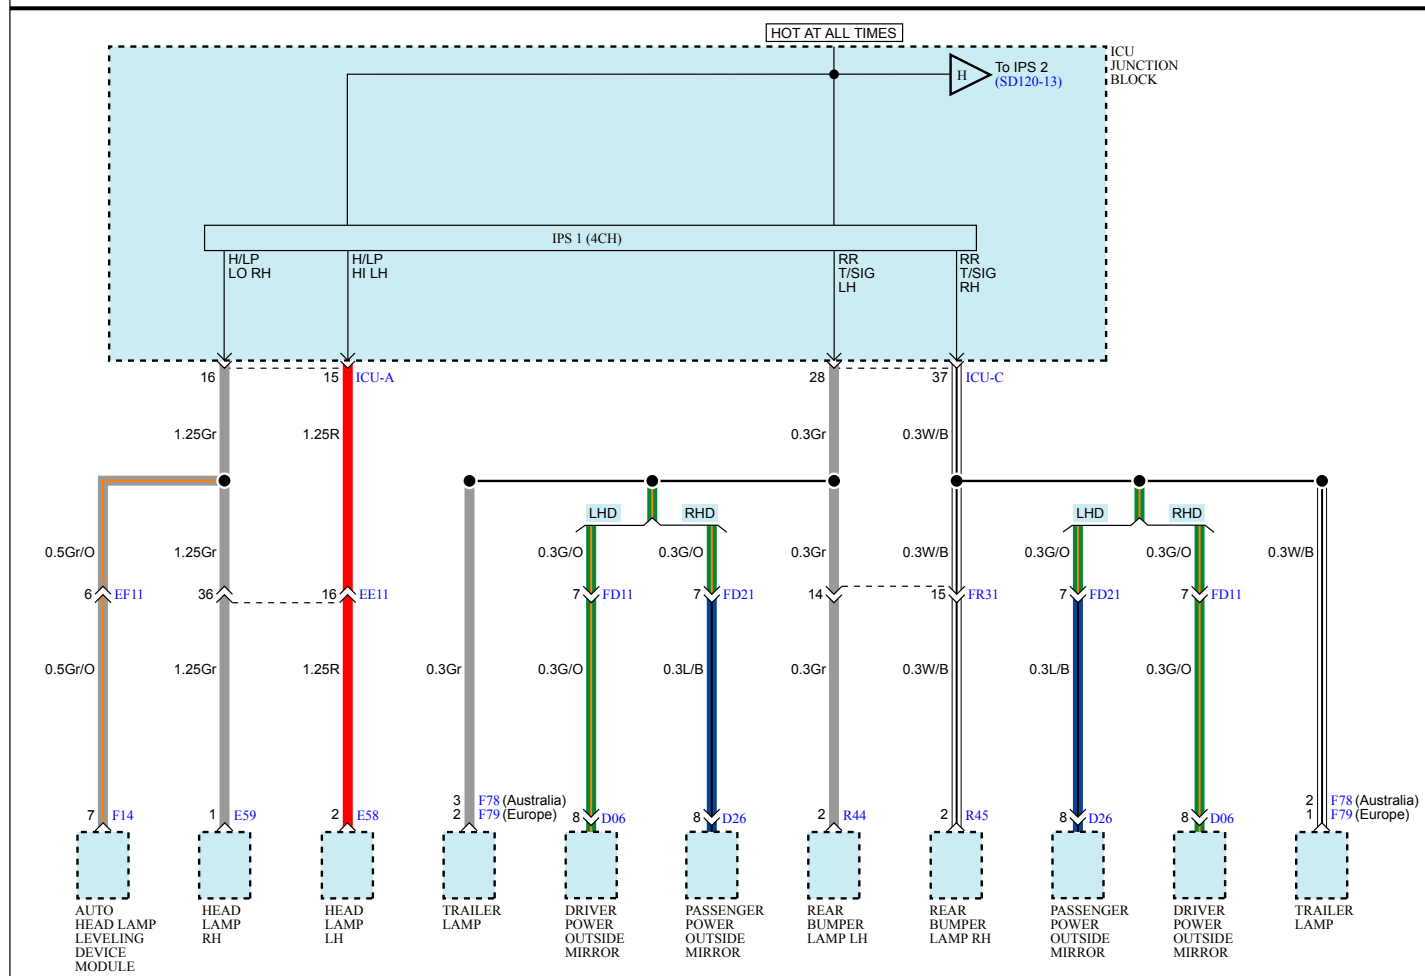 HOT AT ALL TIMES
ICU
JUNCTION
BLOCK
H
To IPS 2
(SD120-13)
IPS 1 (4CH)
H/LP
LO RH
H/LP
HI LH
RR
T/SIG
LH
RR
T/SIG
RH
16
15 ICU-A
28
37 ICU-C
1.25Gr
1.25R
0.3Gr
0.3W/B
LHD
RHD
LHD
RHD
0.5Gr/O
1.25Gr
0.3G/O
0.3G/O
0.3Gr
0.3W/B
0.3G/O
0.3G/O
0.3W/B
6 EF11
36
16 EE11
7 FD11
7 FD21
14
15 FR31
7 FD21
7 FD11
0.5Gr/O
1.25Gr
1.25R
0.3Gr
0.3G/O
0.3L/B
0.3Gr
0.3W/B
0.3L/B
0.3G/O
3 F78 (Australia)
2 F79 (Europe)
2 F78 (Australia)
1 F79 (Europe)
7 F14
1 E59
2 E58
8 D06
8 D26
2 R44
2 R45
8 D26
8 D06
AUTO
HEAD LAMP
LEVELING
DEVICE
MODULE
HEAD
LAMP
RH
HEAD
LAMP
LH
TRAILER
LAMP
DRIVER
POWER
OUTSIDE
MIRROR
PASSENGER
POWER
OUTSIDE
MIRROR
REAR
BUMPER
LAMP LH
REAR
BUMPER
LAMP RH
PASSENGER
POWER
OUTSIDE
MIRROR
DRIVER
POWER
OUTSIDE
MIRROR
TRAILER
LAMP